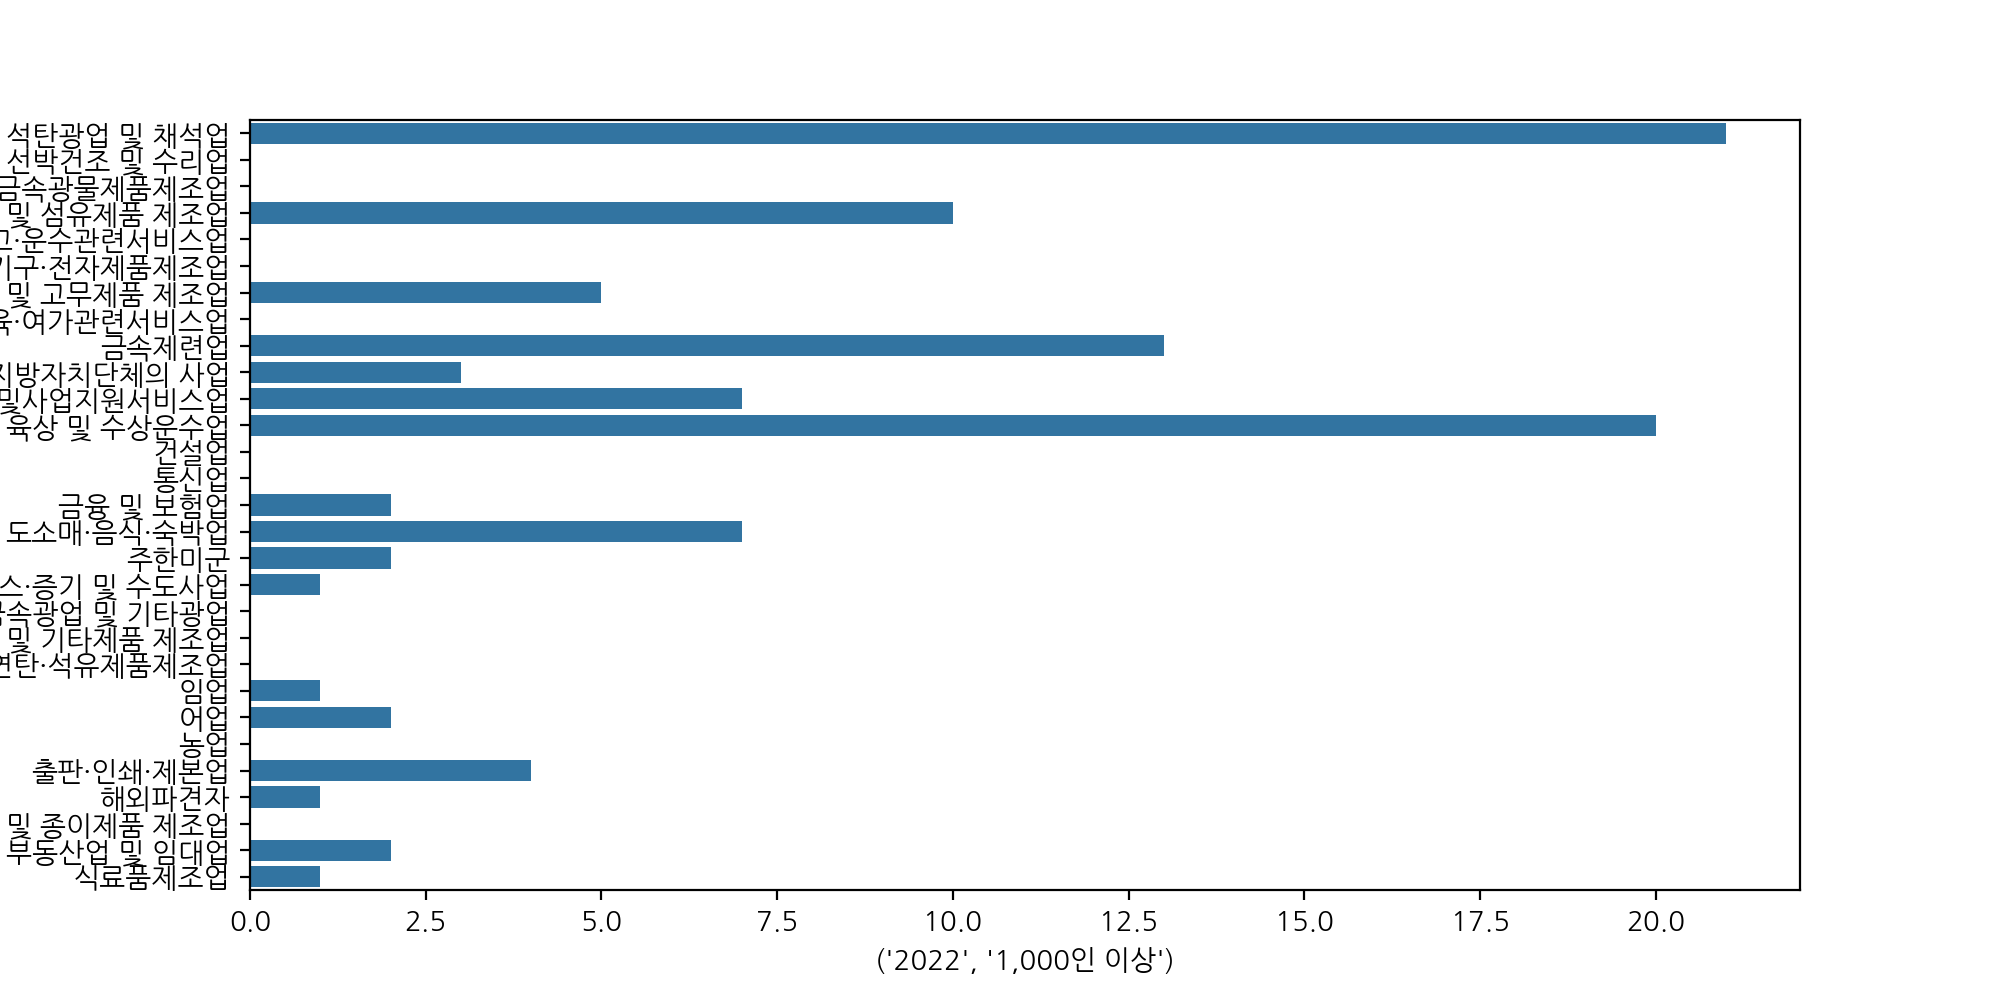 석탄광업 및 채석업
선박건조 및 수리업
금속광물제품제조업
및 섬유제품 제조업
·운수관련서비스업
기구·전자제품제조업
및 고무제품 제조업
·여가관련서비스업
금속제련업
지방자치단체의 사업
및사업지원서비스업
육상 및 수상운수업
건설업
통신업
금융 및 보험업
도소매·음식·숙박업
주한미군
스·증기 및 수도사업
속광업 및 기타광업
및 기타제품 제조업
연탄·석유제품제조업
임업
어업
농업
출판·인쇄·제본업
해외파견자
및 종이제품 제조업
부동산업 및 임대업
식료품제조업
0.0 2.5 5.0 7.5 10.0 12.5 15.0 17.5 20.0
('2022', '1,000인 이상')